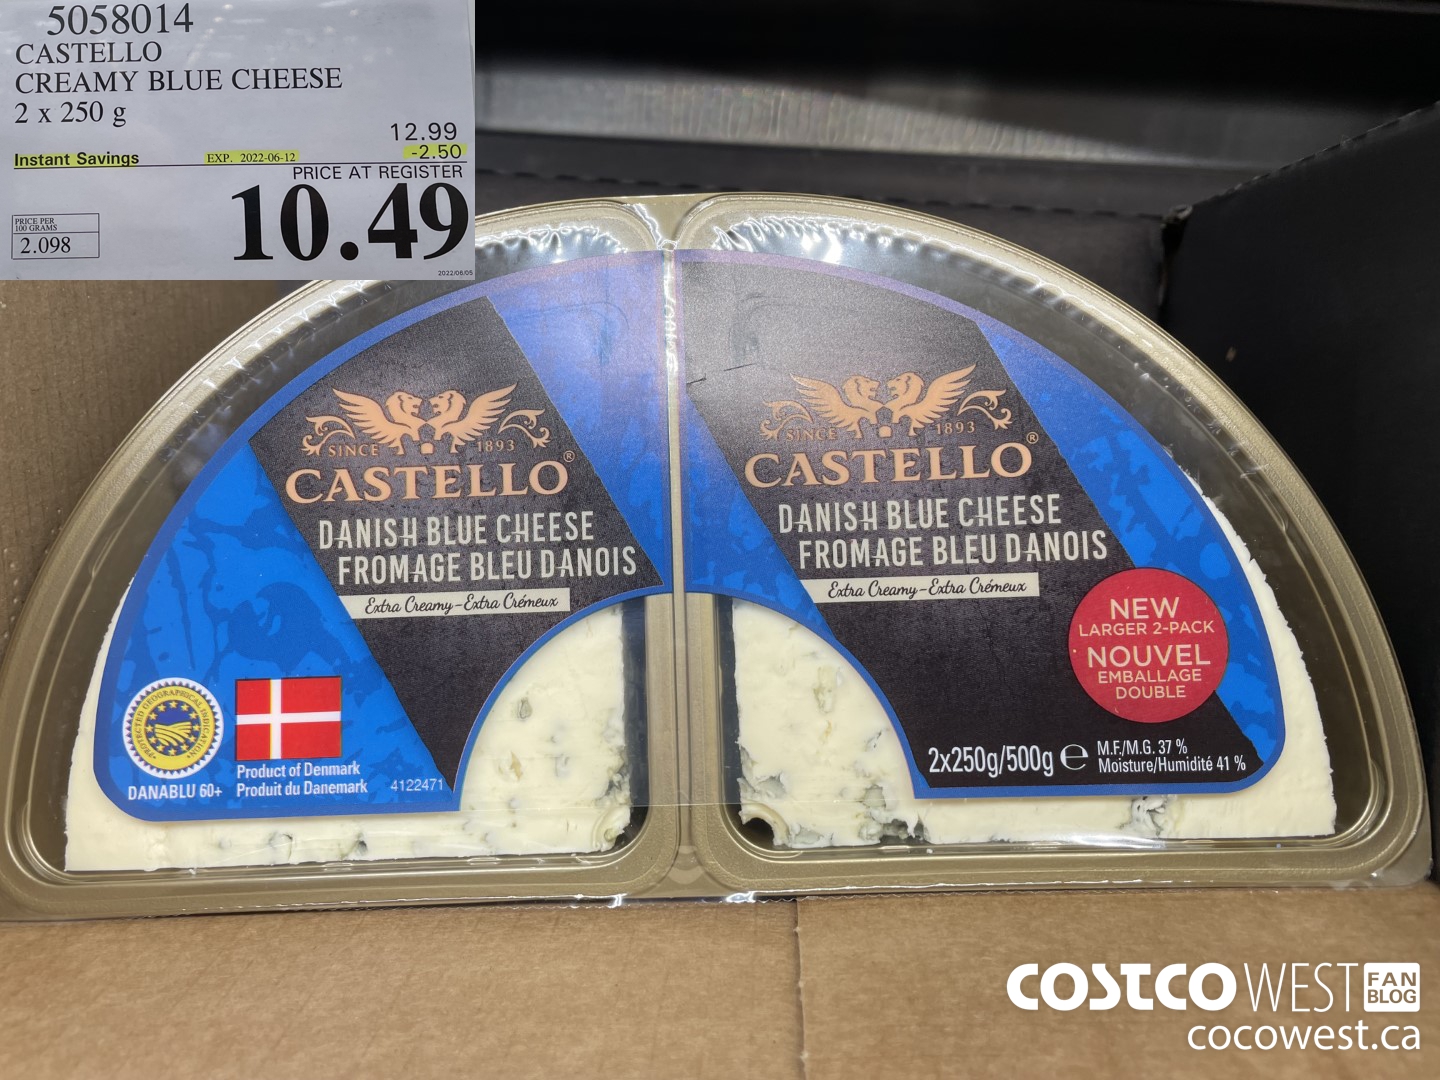 5058014
CASTELLO
CREAMY BLUE CHEESE
2 x 250 g
12.99
Instant Savings EXP. 2022-06-12 -2.50
PRICE AT REGISTER
10.49
PRICE PER
100 GRAMS
2.098
2022/06/05
SINCE 1893
CASTELLO®
DANISH BLUE CHEESE
FROMAGE BLEU DANOIS
Extra Creamy-Extra Crémeux
PROTECTED GEOGRAPHICAL INDICATION
DANABLU 60+
Product of Denmark
Produit du Danemark
4122471
SINCE 1893
CASTELLO®
DANISH BLUE CHEESE
FROMAGE BLEU DANOIS
Extra Creamy-Extra Crémeux
NEW
LARGER 2-PACK
NOUVEL
EMBALLAGE
DOUBLE
2x250g/500g ℮
M.F./M.G. 37 %
Moisture/Humidité 41 %
COSTCO WEST FAN BLOG
cocowest.ca